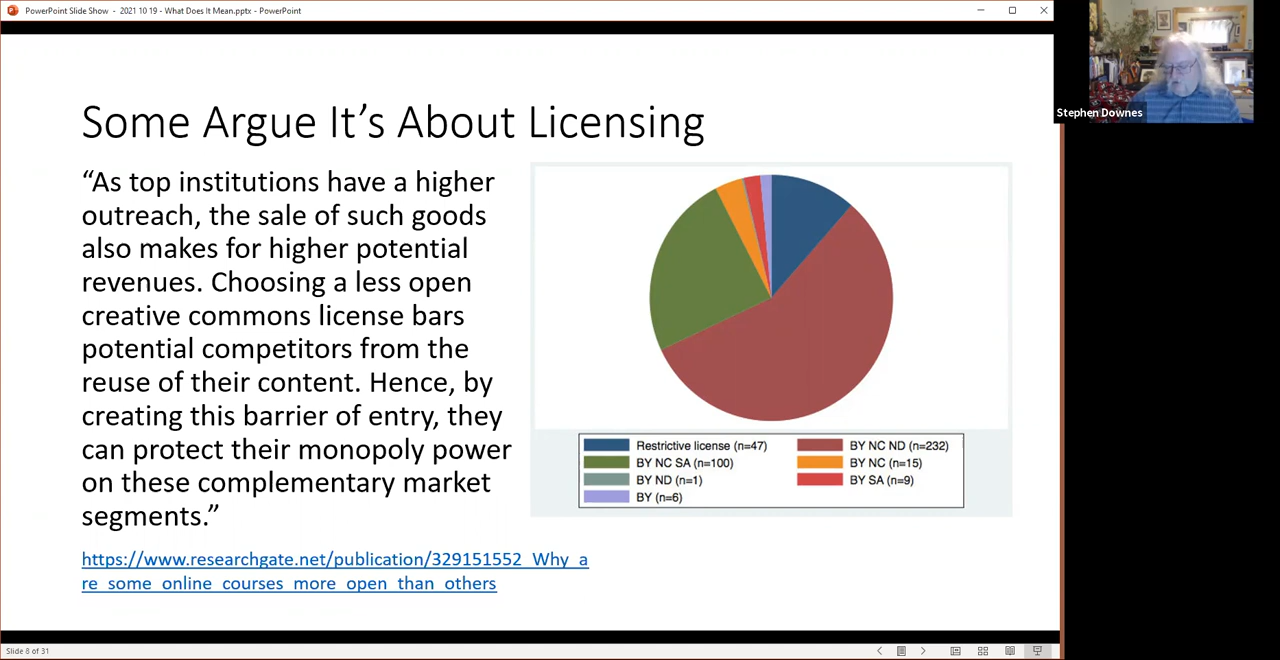 PowerPoint Slide Show - 2021 10 19 - What Does It Mean.pptx - PowerPoint
Stephen Downes
Some Argue It’s About Licensing
“As top institutions have a higher
outreach, the sale of such goods
also makes for higher potential
revenues. Choosing a less open
creative commons license bars
potential competitors from the
reuse of their content. Hence, by
creating this barrier of entry, they
can protect their monopoly power
on these complementary market
segments.”
https://www.researchgate.net/publication/329151552_Why_a
re_some_online_courses_more_open_than_others
Restrictive license (n=47)
BY NC ND (n=232)
BY NC SA (n=100)
BY NC (n=15)
BY ND (n=1)
BY SA (n=9)
BY (n=6)
Slide 8 of 31